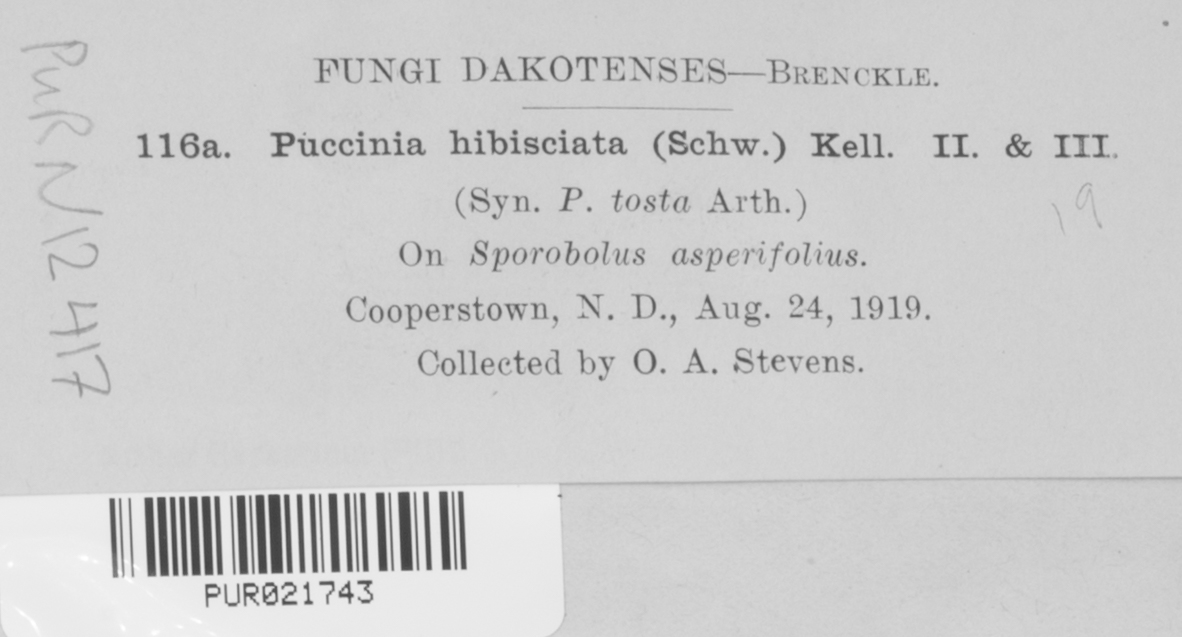 FUNGI DAKOTENSES—BRENCKLE.
116a. Puccinia hibisciata (Schw.) Kell. II. & III.
(Syn. P. tosta Arth.)
19
On Sporobolus asperifolius.
Cooperstown, N. D., Aug. 24, 1919.
Collected by O. A. Stevens.
PUR N12417
PUR021743